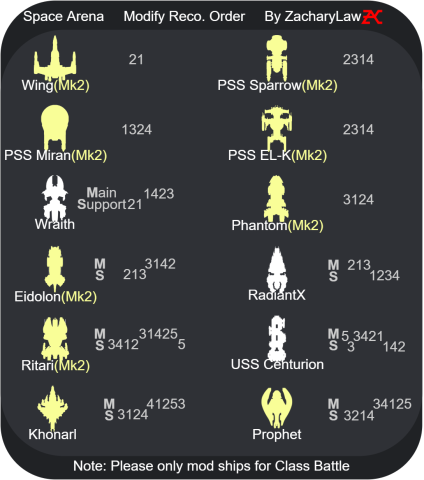 Space Arena Modify Reco. Order By ZacharyLaw ZAC
21
Wing(Mk2)
2314
PSS Sparrow(Mk2)
1324
PSS Miran(Mk2)
2314
PSS EL-K(Mk2)
Main 1423
Support21
Wraith
3124
Phantom(Mk2)
M 3142
S 213
Eidolon(Mk2)
M 213
S 1234
RadiantX
M 31425
S 3412 5
Ritari(Mk2)
M 5 3421
S 3 142
USS Centurion
M 41253
S 3124
Khonarl
M 34125
S 3214
Prophet
Note: Please only mod ships for Class Battle